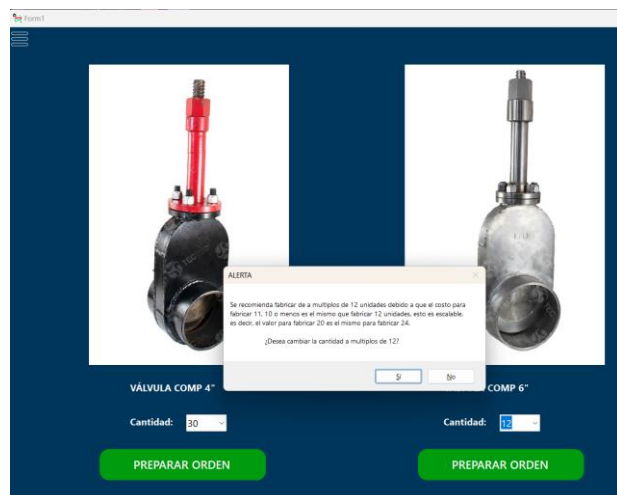 Form1
ALERTA
Se recomienda fabricar de a multiplos de 12 unidades debido a que el costo para
fabricar 11, 10 o menos es el mismo que fabricar 12 unidades, esto es escalable,
es decir, el valor para fabricar 20 es el mismo para fabricar 24.
¿Desea cambiar la cantidad a multiplos de 12?
Sí No
VÁLVULA COMP 4" COMP 6"
Cantidad: 30 Cantidad: 12
PREPARAR ORDEN PREPARAR ORDEN